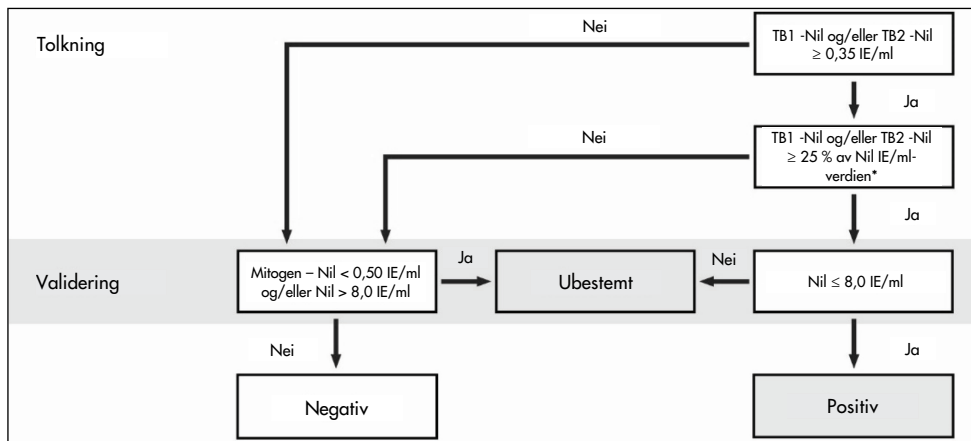 Tolkning
Nei
TB1 -Nil og/eller TB2 -Nil
≥ 0,35 IE/ml
Ja
Nei
TB1 -Nil og/eller TB2 -Nil
≥ 25 % av Nil IE/ml-
verdien*
Ja
Validering
Mitogen – Nil < 0,50 IE/ml
og/eller Nil > 8,0 IE/ml
Ja
Ubestemt
Nei
Nil ≤ 8,0 IE/ml
Nei
Ja
Negativ
Positiv